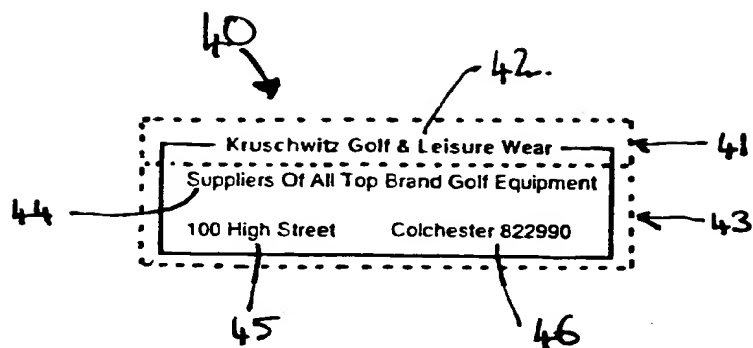 40
42
Kruschwitz Golf & Leisure Wear
41
Suppliers Of All Top Brand Golf Equipment
44
43
100 High Street Colchester 822990
45
46